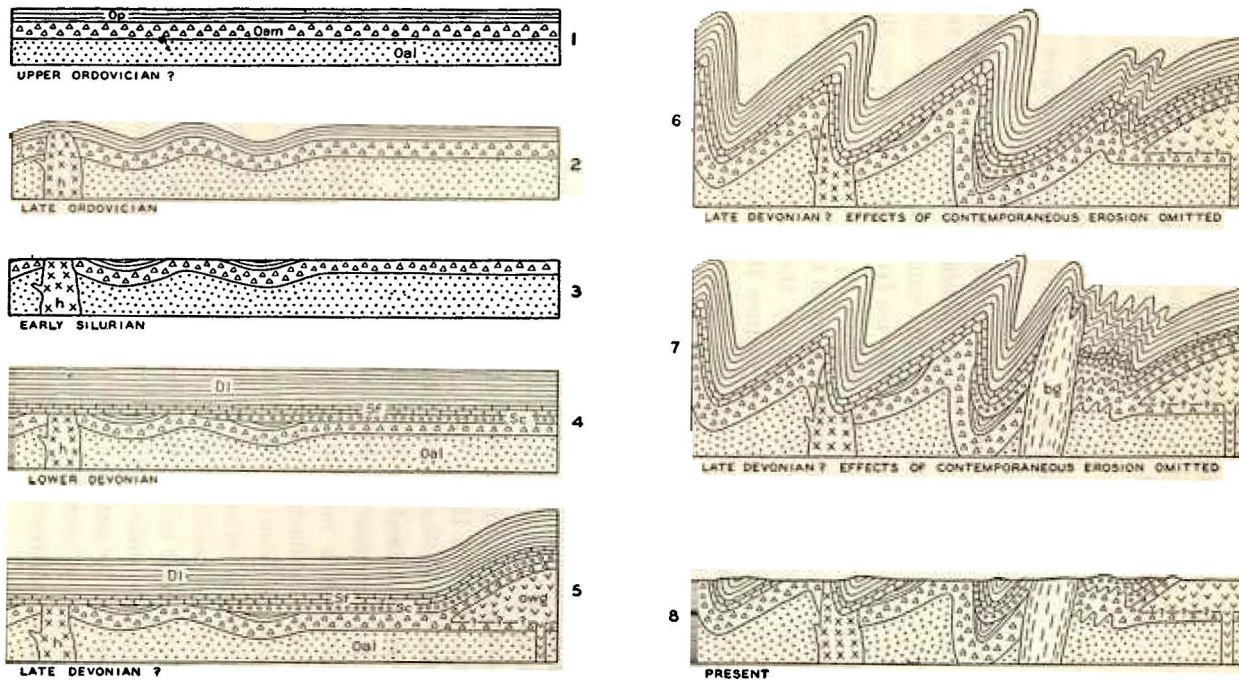 Op
Oam
Oal
1
UPPER ORDOVICIAN ?
h
2
LATE ORDOVICIAN
h
3
EARLY SILURIAN
Dl
Sf
Sc
h
Oal
4
LOWER DEVONIAN
Dl
Sf
Sc
owd
? ?
h
Oal
5
LATE DEVONIAN ?
6
LATE DEVONIAN ? EFFECTS OF CONTEMPORANEOUS EROSION OMITTED
7
bg
LATE DEVONIAN ? EFFECTS OF CONTEMPORANEOUS EROSION OMITTED
8
PRESENT